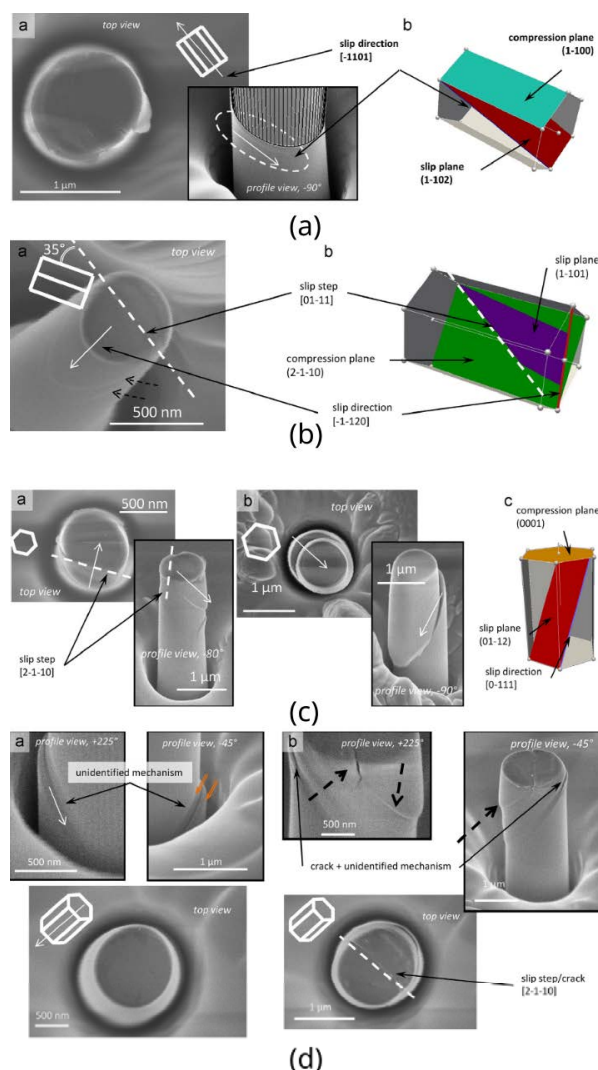 a
top view
slip direction
[-1101]
b
compression plane
(1-100)
1 μm
profile view, -90°
slip plane
(1-102)
(a)
a
35°
top view
b
slip plane
(1-101)
slip step
[01-11]
compression plane
(2-1-10)
500 nm
slip direction
[-1-120]
(b)
a
500 nm
top view
b
c
compression plane
(0001)
slip step
[2-1-10]
profile view, -80°
1 μm
top view
1 μm
1 μm
profile view, -90°
slip plane
(01-12)
slip direction
[0-111]
(c)
a
profile view, +225°
profile view, -45°
b
profile view, +225°
profile view, -45°
unidentified mechanism
500 nm
1 μm
500 nm
crack + unidentified mechanism
1 μm
top view
500 nm
top view
1 μm
slip step/crack
[2-1-10]
(d)